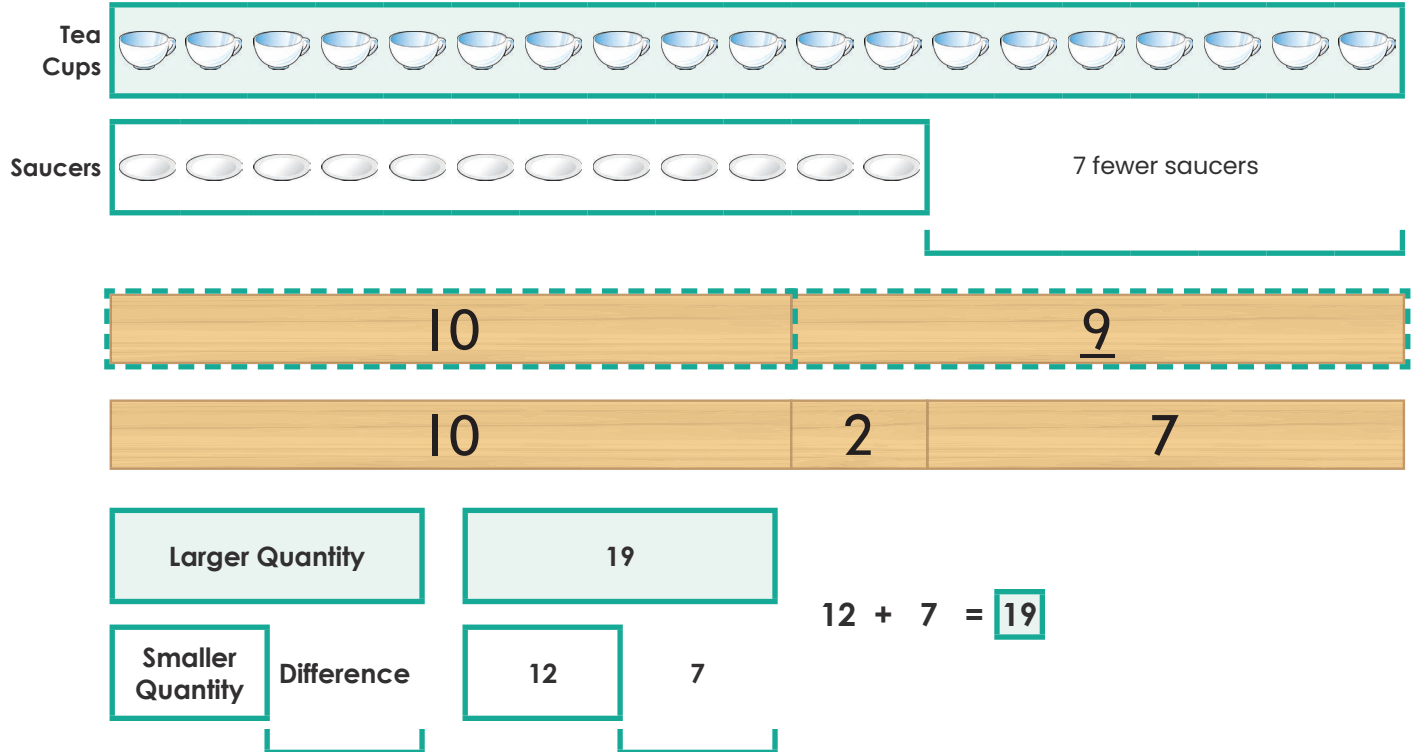 Tea
Cups
Saucers
7 fewer saucers
10
9
10
2
7
Larger Quantity
19
Smaller
Quantity
Difference
12
7
12 + 7 = 19